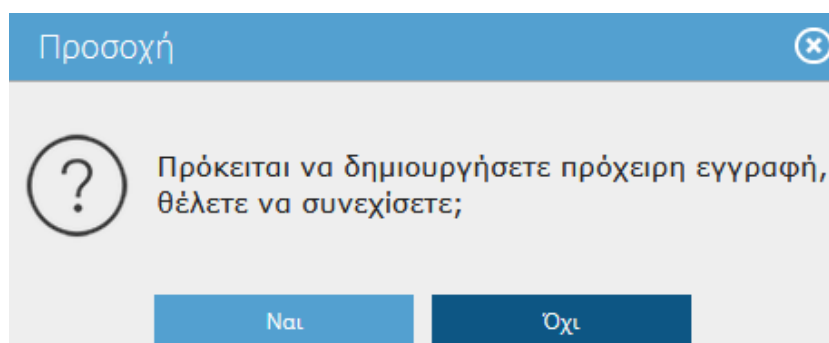 Προσοχή
Πρόκειται να δημιουργήσετε πρόχειρη εγγραφή,
θέλετε να συνεχίσετε;
Ναι
Όχι